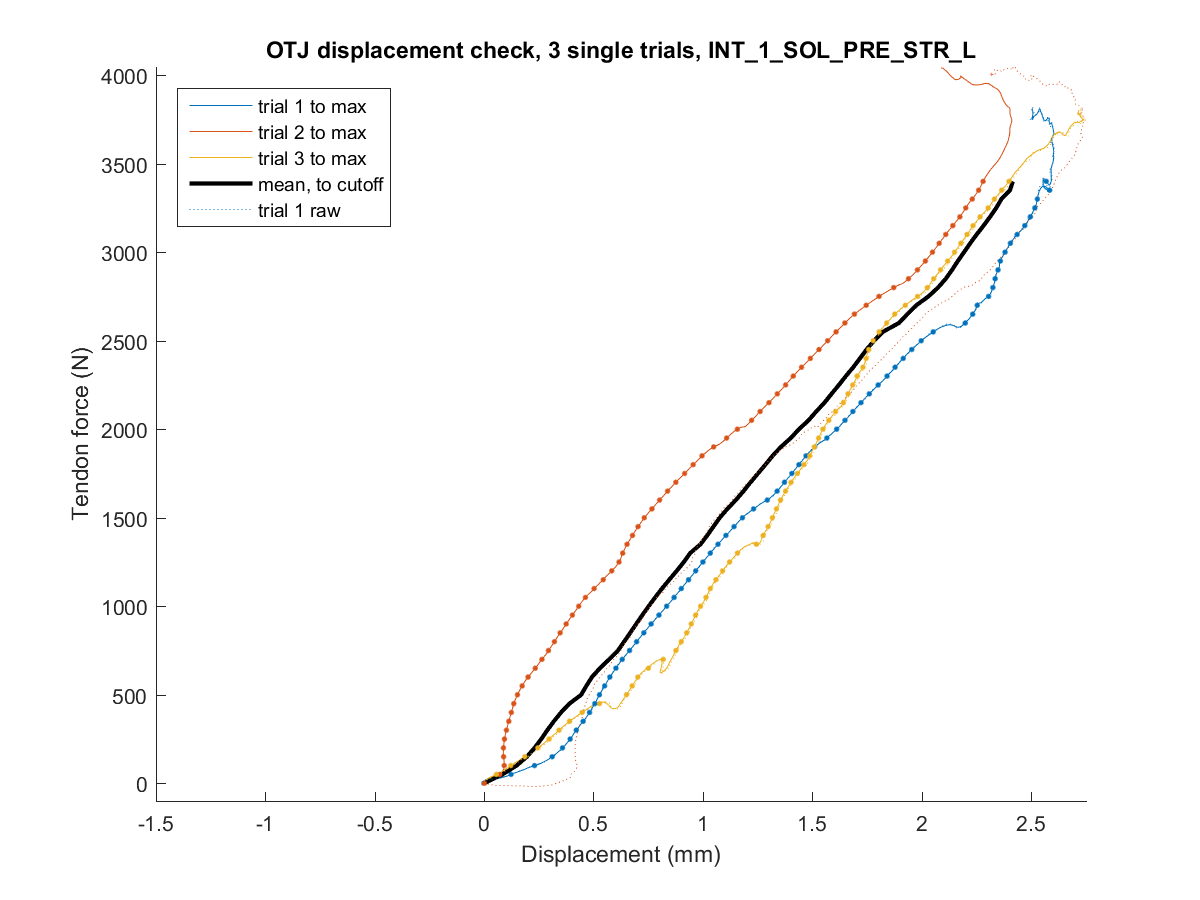 OTJ displacement check, 3 single trials, INT_1_SOL_PRE_STR_L
4000
3500
3000
2500
2000
1500
1000
500
0
Tendon force (N)
trial 1 to max
trial 2 to max
trial 3 to max
mean, to cutoff
trial 1 raw
-1.5
-1
-0.5
0
0.5
1
1.5
2
2.5
Displacement (mm)